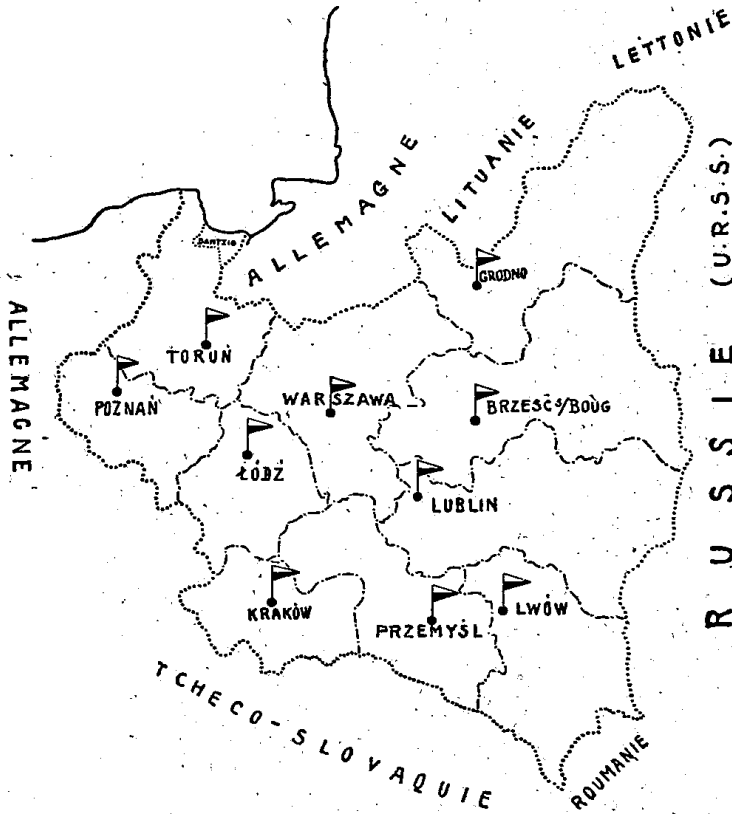 LETTONIE
LITUANIE
ALLEMAGNE
DANTZIG
GRODNO
RUSSIE (U.R.S.S.)
ALLEMAGNE
TORUŃ
POZNAŃ
WARSZAWA
BRZEŚĆ s/BOUG
ŁÓDŹ
LUBLIN
KRAKÓW
PRZEMYŚL
LWÓW
TCHECO-SLOVAQUIE
ROUMANIE